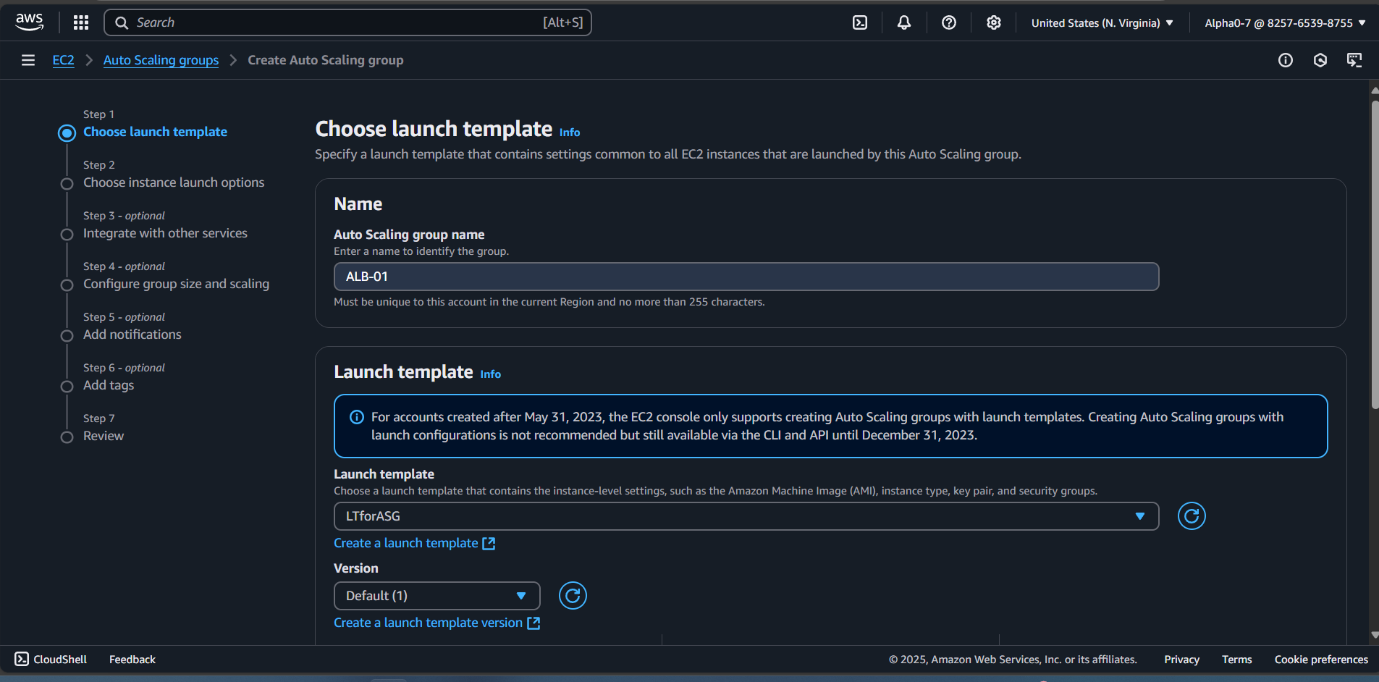 aws
Search [Alt+S]
United States (N. Virginia)
Alpha0-7 @ 8257-6539-8755
EC2
Auto Scaling groups
Create Auto Scaling group
Step 1
Choose launch template
Step 2
Choose instance launch options
Step 3 - optional
Integrate with other services
Step 4 - optional
Configure group size and scaling
Step 5 - optional
Add notifications
Step 6 - optional
Add tags
Step 7
Review
Choose launch template Info
Specify a launch template that contains settings common to all EC2 instances that are launched by this Auto Scaling group.
Name
Auto Scaling group name
Enter a name to identify the group.
ALB-01
Must be unique to this account in the current Region and no more than 255 characters.
Launch template Info
For accounts created after May 31, 2023, the EC2 console only supports creating Auto Scaling groups with launch templates. Creating Auto Scaling groups with
launch configurations is not recommended but still available via the CLI and API until December 31, 2023.
Launch template
Choose a launch template that contains the instance-level settings, such as the Amazon Machine Image (AMI), instance type, key pair, and security groups.
LTforASG
Create a launch template
Version
Default (1)
Create a launch template version
CloudShell
Feedback
© 2025, Amazon Web Services, Inc. or its affiliates.
Privacy
Terms
Cookie preferences